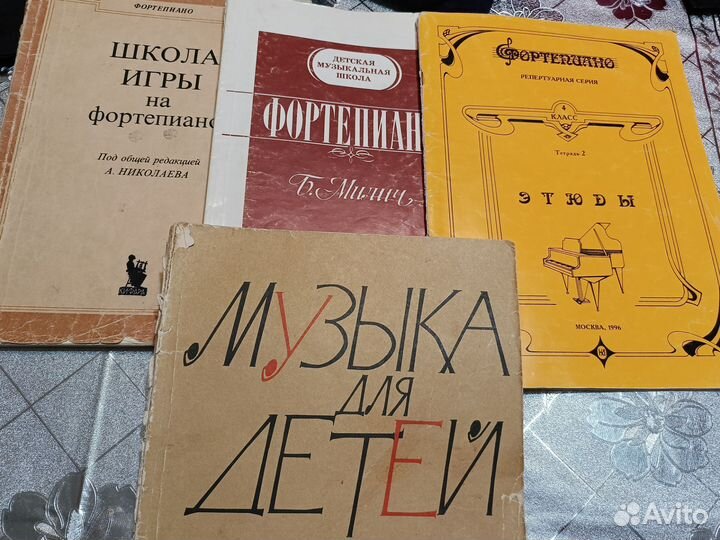 ФОРТЕПИАНО
ШКОЛА
ИГРЫ
на
фортепиано
Под общей редакцией
А. НИКОЛАЕВА
КИФАРА
ДЕТСКАЯ
МУЗЫКАЛЬНАЯ
ШКОЛА
ФОРТЕПИАН
Б. Милич
ФОРТЕПИАНО
РЕПЕРТУАРНАЯ СЕРИЯ
4
КЛАСС
Тетрадь 2
ЭТЮДЫ
МОСКВА, 1996
МУЗЫКА
ДЛЯ
ДЕТЕЙ
Avito